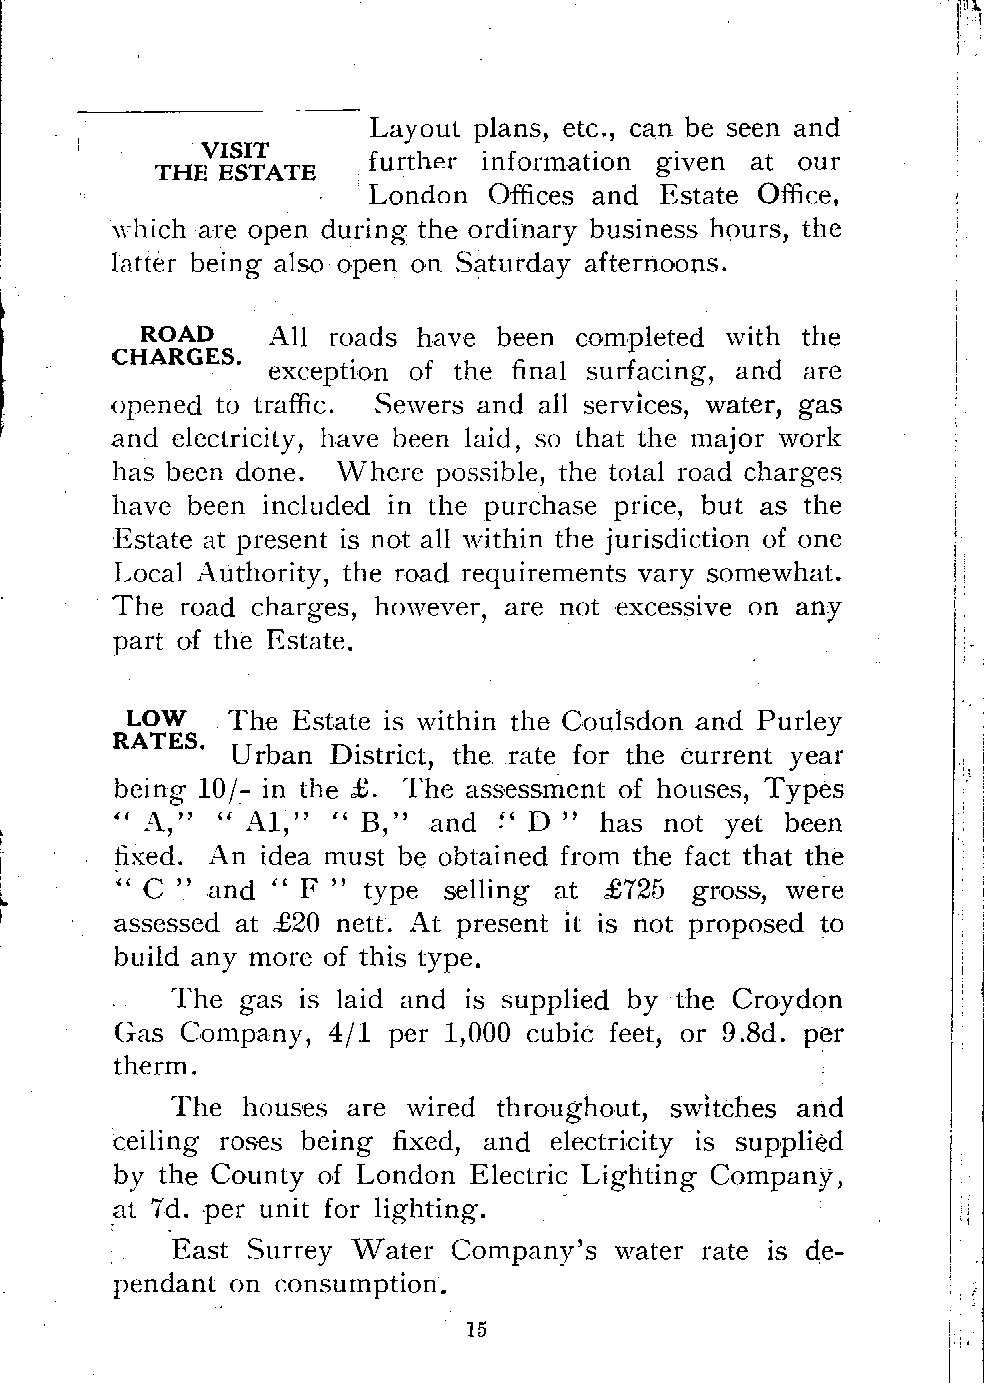 VISIT
THE ESTATE
Layout plans, etc., can be seen and
further information given at our
London Offices and Estate Office,
which are open during the ordinary business hours, the
latter being also open on Saturday afternoons.
ROAD
CHARGES.
All roads have been completed with the
exception of the final surfacing, and are
opened to traffic. Sewers and all services, water, gas
and electricity, have been laid, so that the major work
has been done. Where possible, the total road charges
have been included in the purchase price, but as the
Estate at present is not all within the jurisdiction of one
Local Authority, the road requirements vary somewhat.
The road charges, however, are not excessive on any
part of the Estate.
LOW
RATES.
The Estate is within the Coulsdon and Purley
Urban District, the rate for the current year
being 10/- in the £. The assessment of houses, Types
“ A,” “ A1,” “ B,” and “ D ” has not yet been
fixed. An idea must be obtained from the fact that the
“ C ” and “ F ” type selling at £725 gross, were
assessed at £20 nett. At present it is not proposed to
build any more of this type.
The gas is laid and is supplied by the Croydon
Gas Company, 4/1 per 1,000 cubic feet, or 9.8d. per
therm.
The houses are wired throughout, switches and
ceiling roses being fixed, and electricity is supplied
by the County of London Electric Lighting Company,
at 7d. per unit for lighting.
East Surrey Water Company’s water rate is de-
pendant on consumption.
15